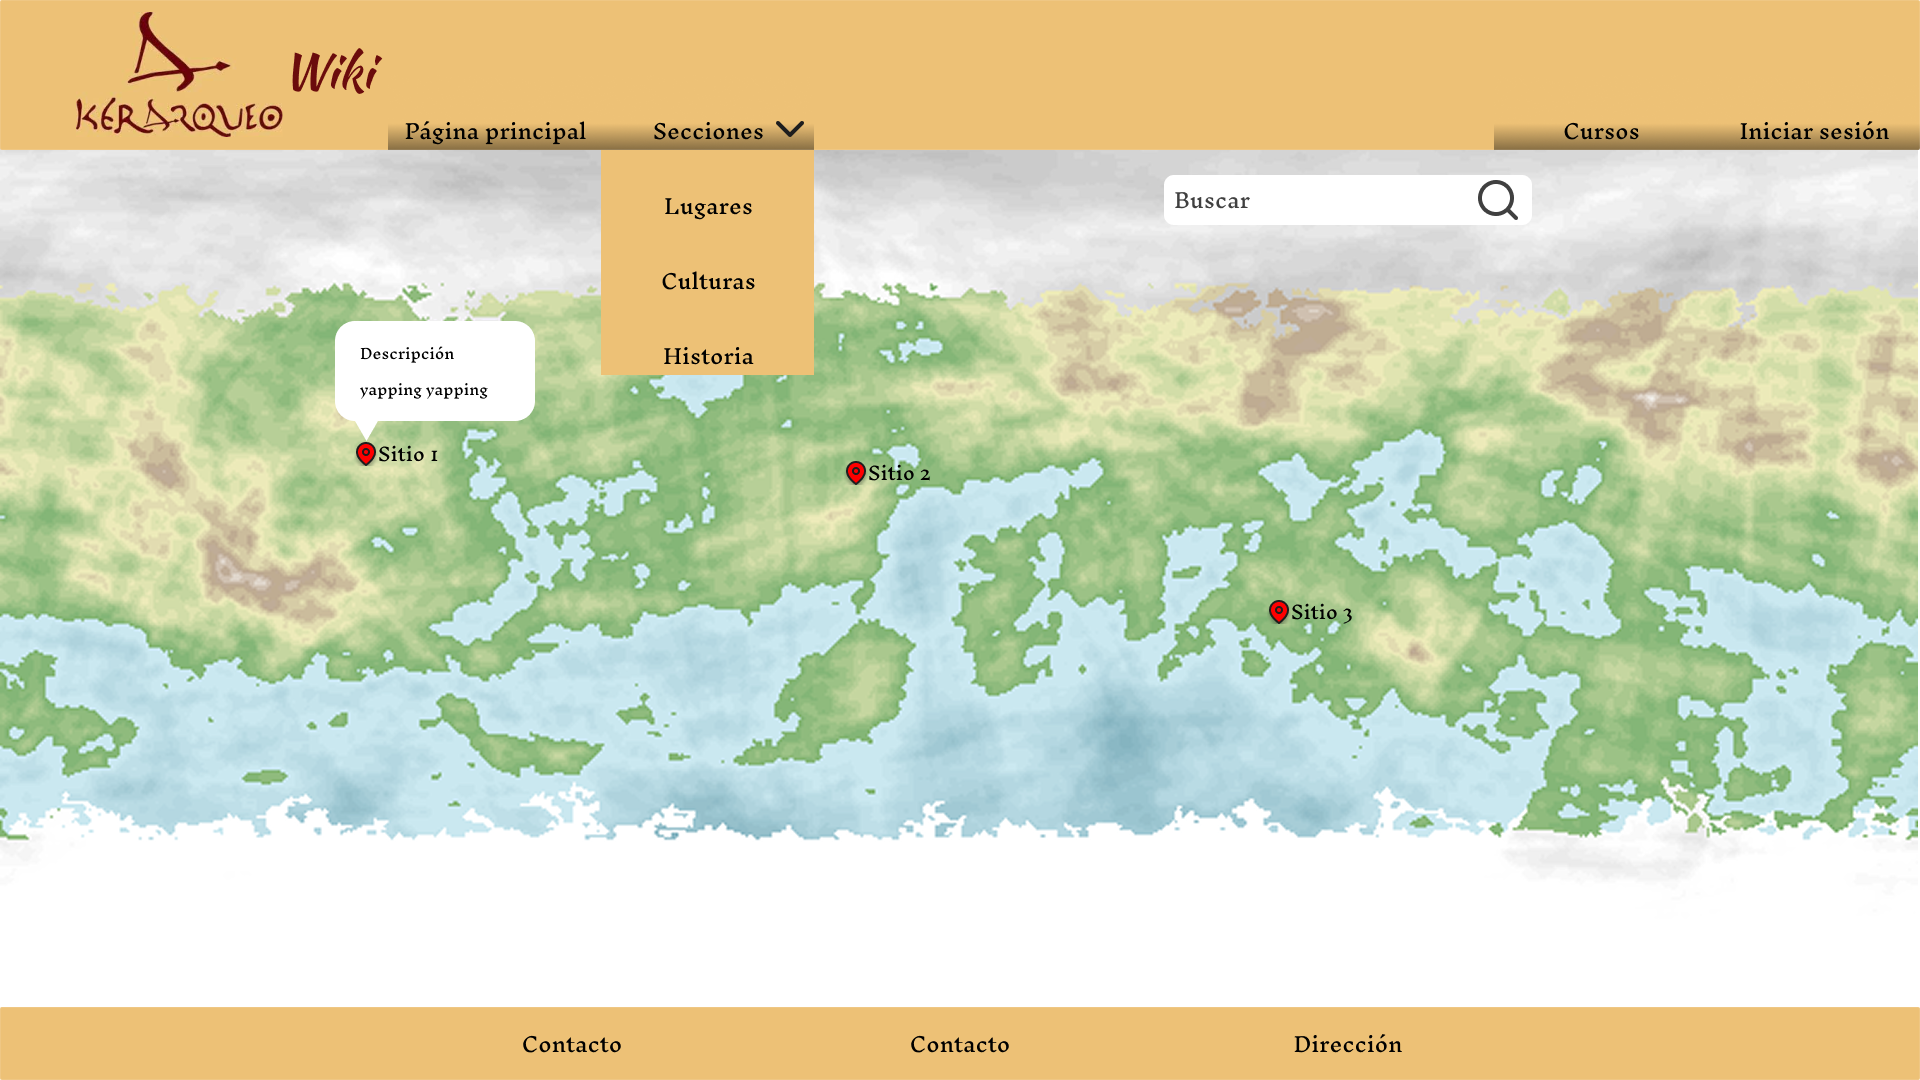 KÉRARQUEO
Wiki
Página principal
Secciones
Cursos
Iniciar sesión
Lugares
Culturas
Historia
Buscar
Descripción
yapping yapping
Sitio 1
Sitio 2
Sitio 3
Contacto
Contacto
Dirección